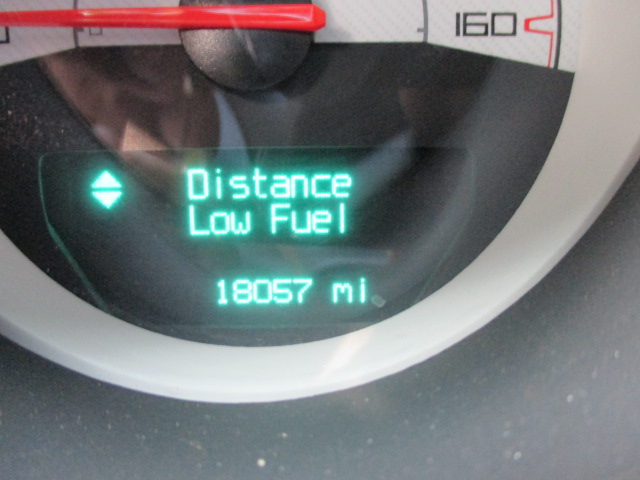 160
Distance
Low Fuel
18057 mi